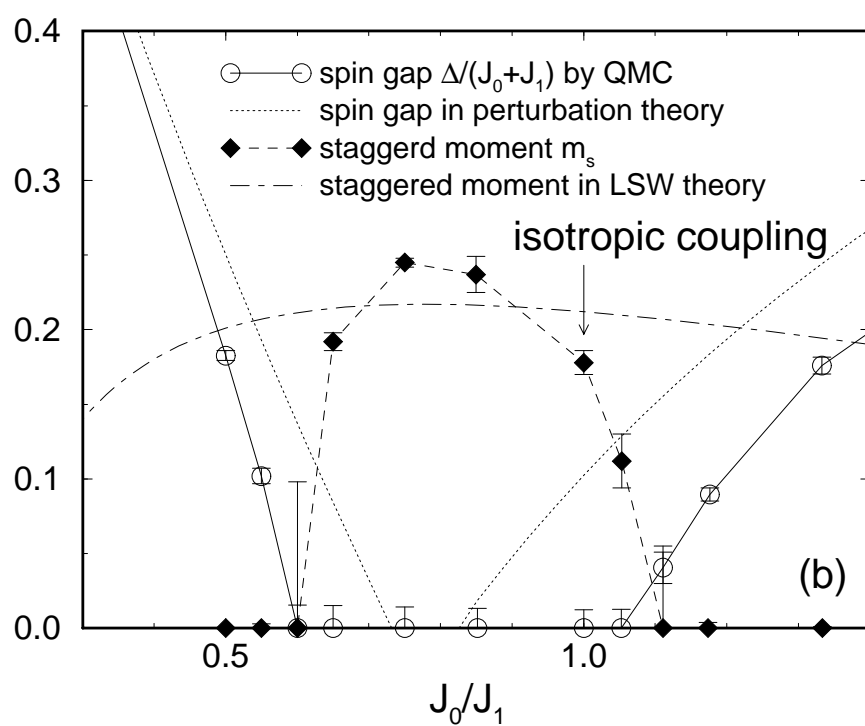 0.4
spin gap Δ/(J₀+J₁) by QMC
spin gap in perturbation theory
staggerd moment mₛ
staggered moment in LSW theory
0.3
isotropic coupling
0.2
0.1
(b)
0.0
0.5 1.0
J₀/J₁